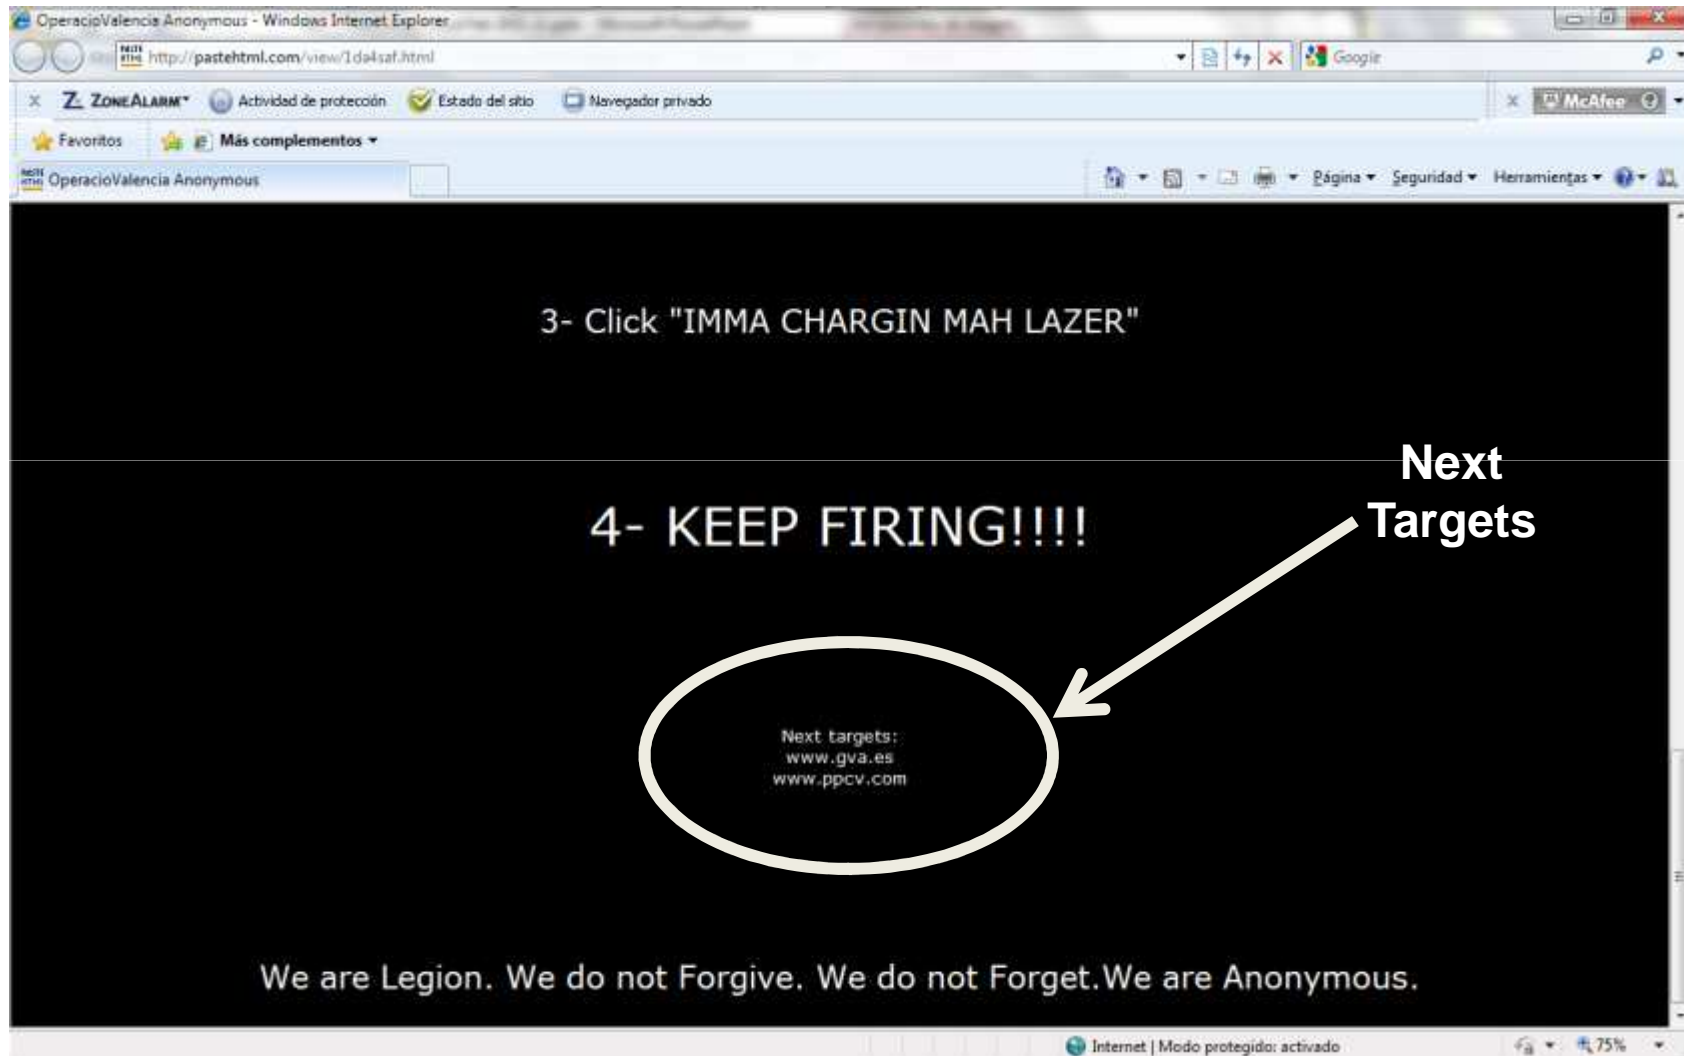 OperacioValencia Anonymous - Windows Internet Explorer
http://pastehtml.com/view/1da4saf.html
Google
ZONEALARM Actividad de protección Estado del sitio Navegador privado
McAfee
Favoritos Más complementos
OperacioValencia Anonymous
Página Seguridad Herramientas
3- Click "IMMA CHARGIN MAH LAZER"
Next
Targets
4- KEEP FIRING!!!!
Next targets:
www.gva.es
www.ppcv.com
We are Legion. We do not Forgive. We do not Forget.We are Anonymous.
Internet | Modo protegido: activado
75%